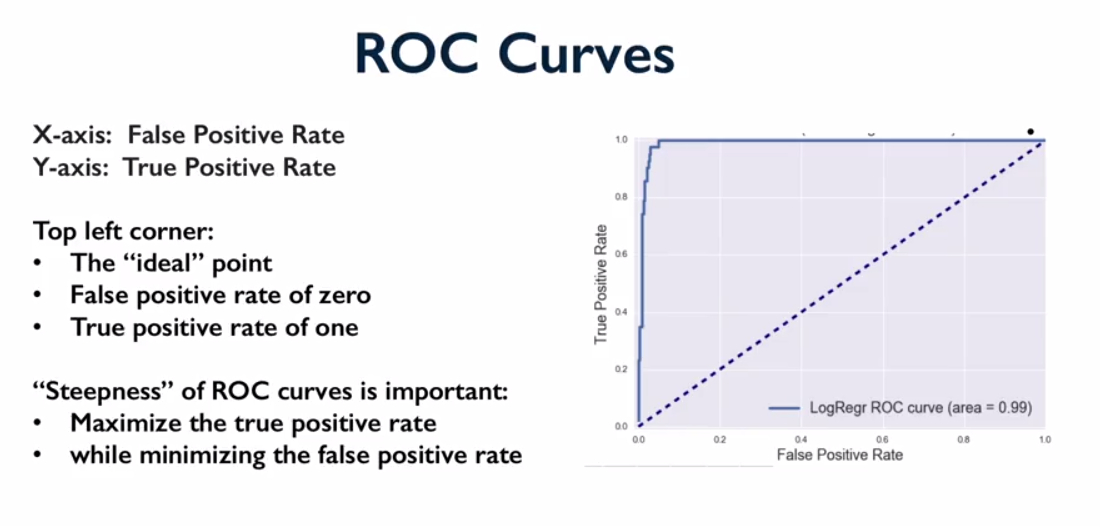 ROC Curves
X-axis: False Positive Rate
Y-axis: True Positive Rate
Top left corner:
• The “ideal” point
• False positive rate of zero
• True positive rate of one
“Steepness” of ROC curves is important:
• Maximize the true positive rate
• while minimizing the false positive rate
1.0
0.8
0.6
0.4
0.2
0.0
True Positive Rate
LogRegr ROC curve (area = 0.99)
0.0 0.2 0.4 0.6 0.8 1.0
False Positive Rate